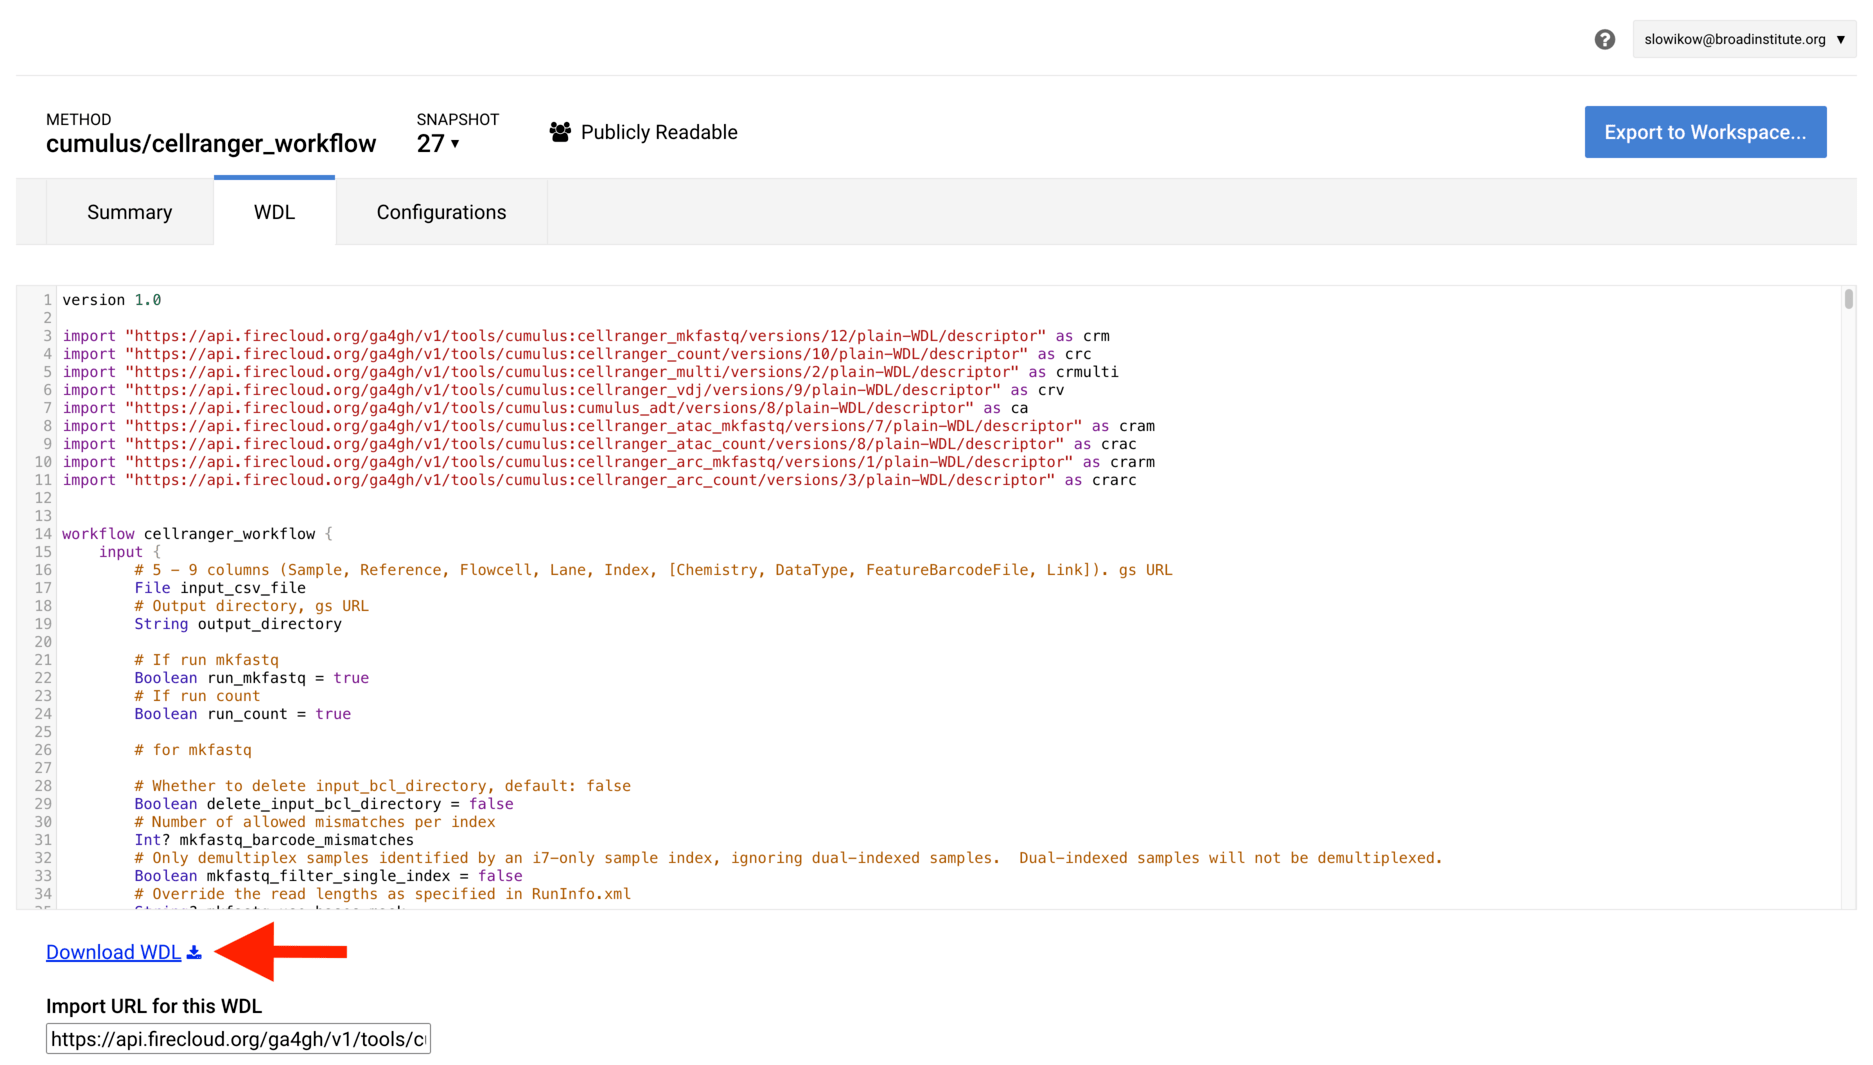 slowikow@broadinstitute.org ▼
METHOD
cumulus/cellranger_workflow
SNAPSHOT
27 ▾
Publicly Readable
Export to Workspace...
Summary
WDL
Configurations
1 version 1.0
2
3 import "https://api.firecloud.org/ga4gh/v1/tools/cumulus:cellranger_mkfastq/versions/12/plain-WDL/descriptor" as crm
4 import "https://api.firecloud.org/ga4gh/v1/tools/cumulus:cellranger_count/versions/10/plain-WDL/descriptor" as crc
5 import "https://api.firecloud.org/ga4gh/v1/tools/cumulus:cellranger_multi/versions/2/plain-WDL/descriptor" as crmulti
6 import "https://api.firecloud.org/ga4gh/v1/tools/cumulus:cellranger_vdj/versions/9/plain-WDL/descriptor" as crv
7 import "https://api.firecloud.org/ga4gh/v1/tools/cumulus:cumulus_adt/versions/8/plain-WDL/descriptor" as ca
8 import "https://api.firecloud.org/ga4gh/v1/tools/cumulus:cellranger_atac_mkfastq/versions/7/plain-WDL/descriptor" as cram
9 import "https://api.firecloud.org/ga4gh/v1/tools/cumulus:cellranger_atac_count/versions/8/plain-WDL/descriptor" as crac
10 import "https://api.firecloud.org/ga4gh/v1/tools/cumulus:cellranger_arc_mkfastq/versions/1/plain-WDL/descriptor" as crarm
11 import "https://api.firecloud.org/ga4gh/v1/tools/cumulus:cellranger_arc_count/versions/3/plain-WDL/descriptor" as crarc
12
13
14 workflow cellranger_workflow {
15 input {
16 # 5 - 9 columns (Sample, Reference, Flowcell, Lane, Index, [Chemistry, DataType, FeatureBarcodeFile, Link]). gs URL
17 File input_csv_file
18 # Output directory, gs URL
19 String output_directory
20
21 # If run mkfastq
22 Boolean run_mkfastq = true
23 # If run count
24 Boolean run_count = true
25
26 # for mkfastq
27
28 # Whether to delete input_bcl_directory, default: false
29 Boolean delete_input_bcl_directory = false
30 # Number of allowed mismatches per index
31 Int? mkfastq_barcode_mismatches
32 # Only demultiplex samples identified by an i7-only sample index, ignoring dual-indexed samples.  Dual-indexed samples will not be demultiplexed.
33 Boolean mkfastq_filter_single_index = false
34 # Override the read lengths as specified in RunInfo.xml
Download WDL
Import URL for this WDL
https://api.firecloud.org/ga4gh/v1/tools/c